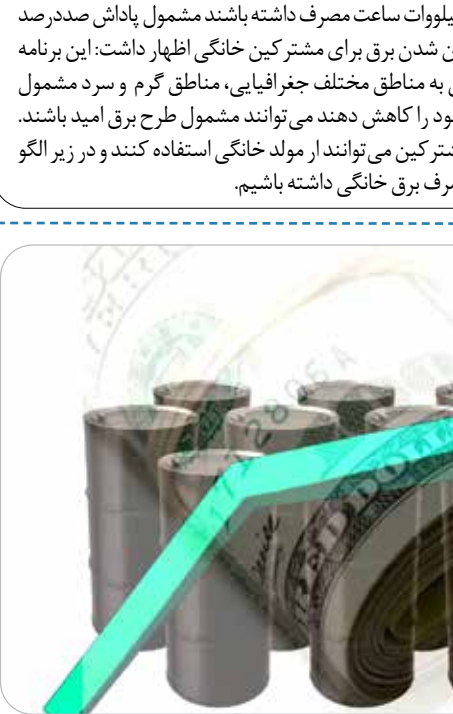 یلووات ساعت مصرف داشته باشند مشمول پاداش صددرصد
ن شدن برق برای مشترکین خانگی اظهار داشت: این برنامه
ی به مناطق مختلف جغرافیایی، مناطق گرم و سرد مشمول
ود را کاهش دهند می‌توانند مشمول طرح برق امید باشند.
شترکین می‌توانند ار مولد خانگی استفاده کنند و در زیر الگو
صرف برق خانگی داشته باشیم.